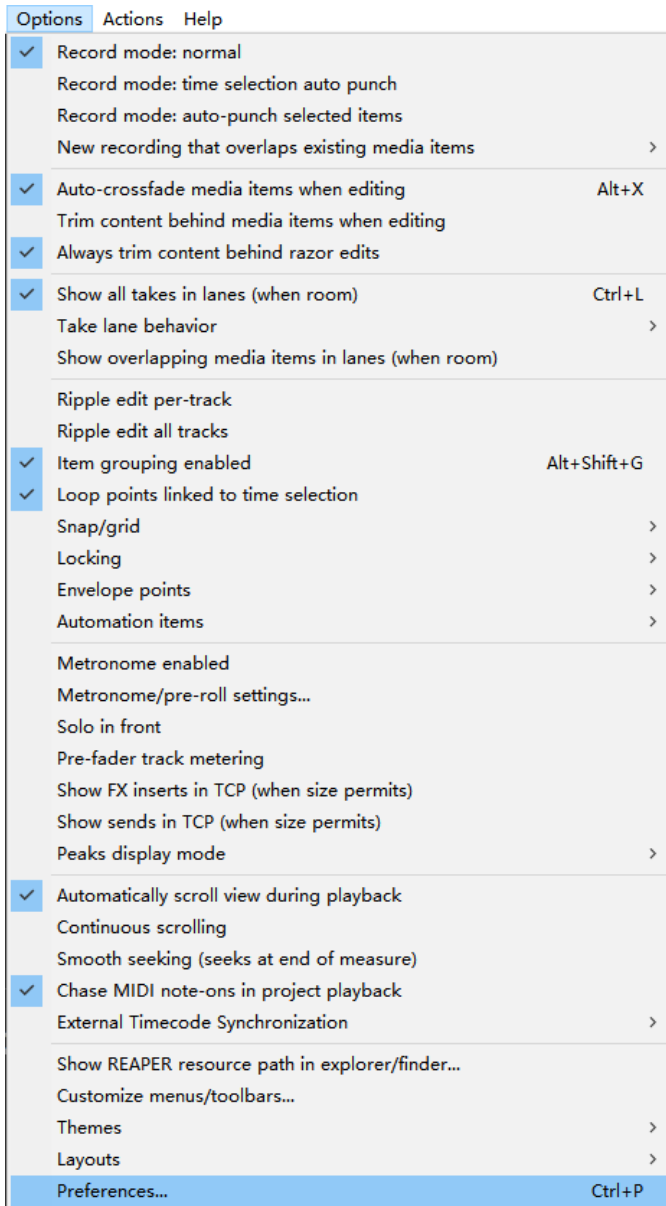 Options Actions Help
Record mode: normal
Record mode: time selection auto punch
Record mode: auto-punch selected items
New recording that overlaps existing media items
Auto-crossfade media items when editing Alt+X
Trim content behind media items when editing
Always trim content behind razor edits
Show all takes in lanes (when room) Ctrl+L
Take lane behavior
Show overlapping media items in lanes (when room)
Ripple edit per-track
Ripple edit all tracks
Item grouping enabled Alt+Shift+G
Loop points linked to time selection
Snap/grid
Locking
Envelope points
Automation items
Metronome enabled
Metronome/pre-roll settings...
Solo in front
Pre-fader track metering
Show FX inserts in TCP (when size permits)
Show sends in TCP (when size permits)
Peaks display mode
Automatically scroll view during playback
Continuous scrolling
Smooth seeking (seeks at end of measure)
Chase MIDI note-ons in project playback
External Timecode Synchronization
Show REAPER resource path in explorer/finder...
Customize menus/toolbars...
Themes
Layouts
Preferences... Ctrl+P